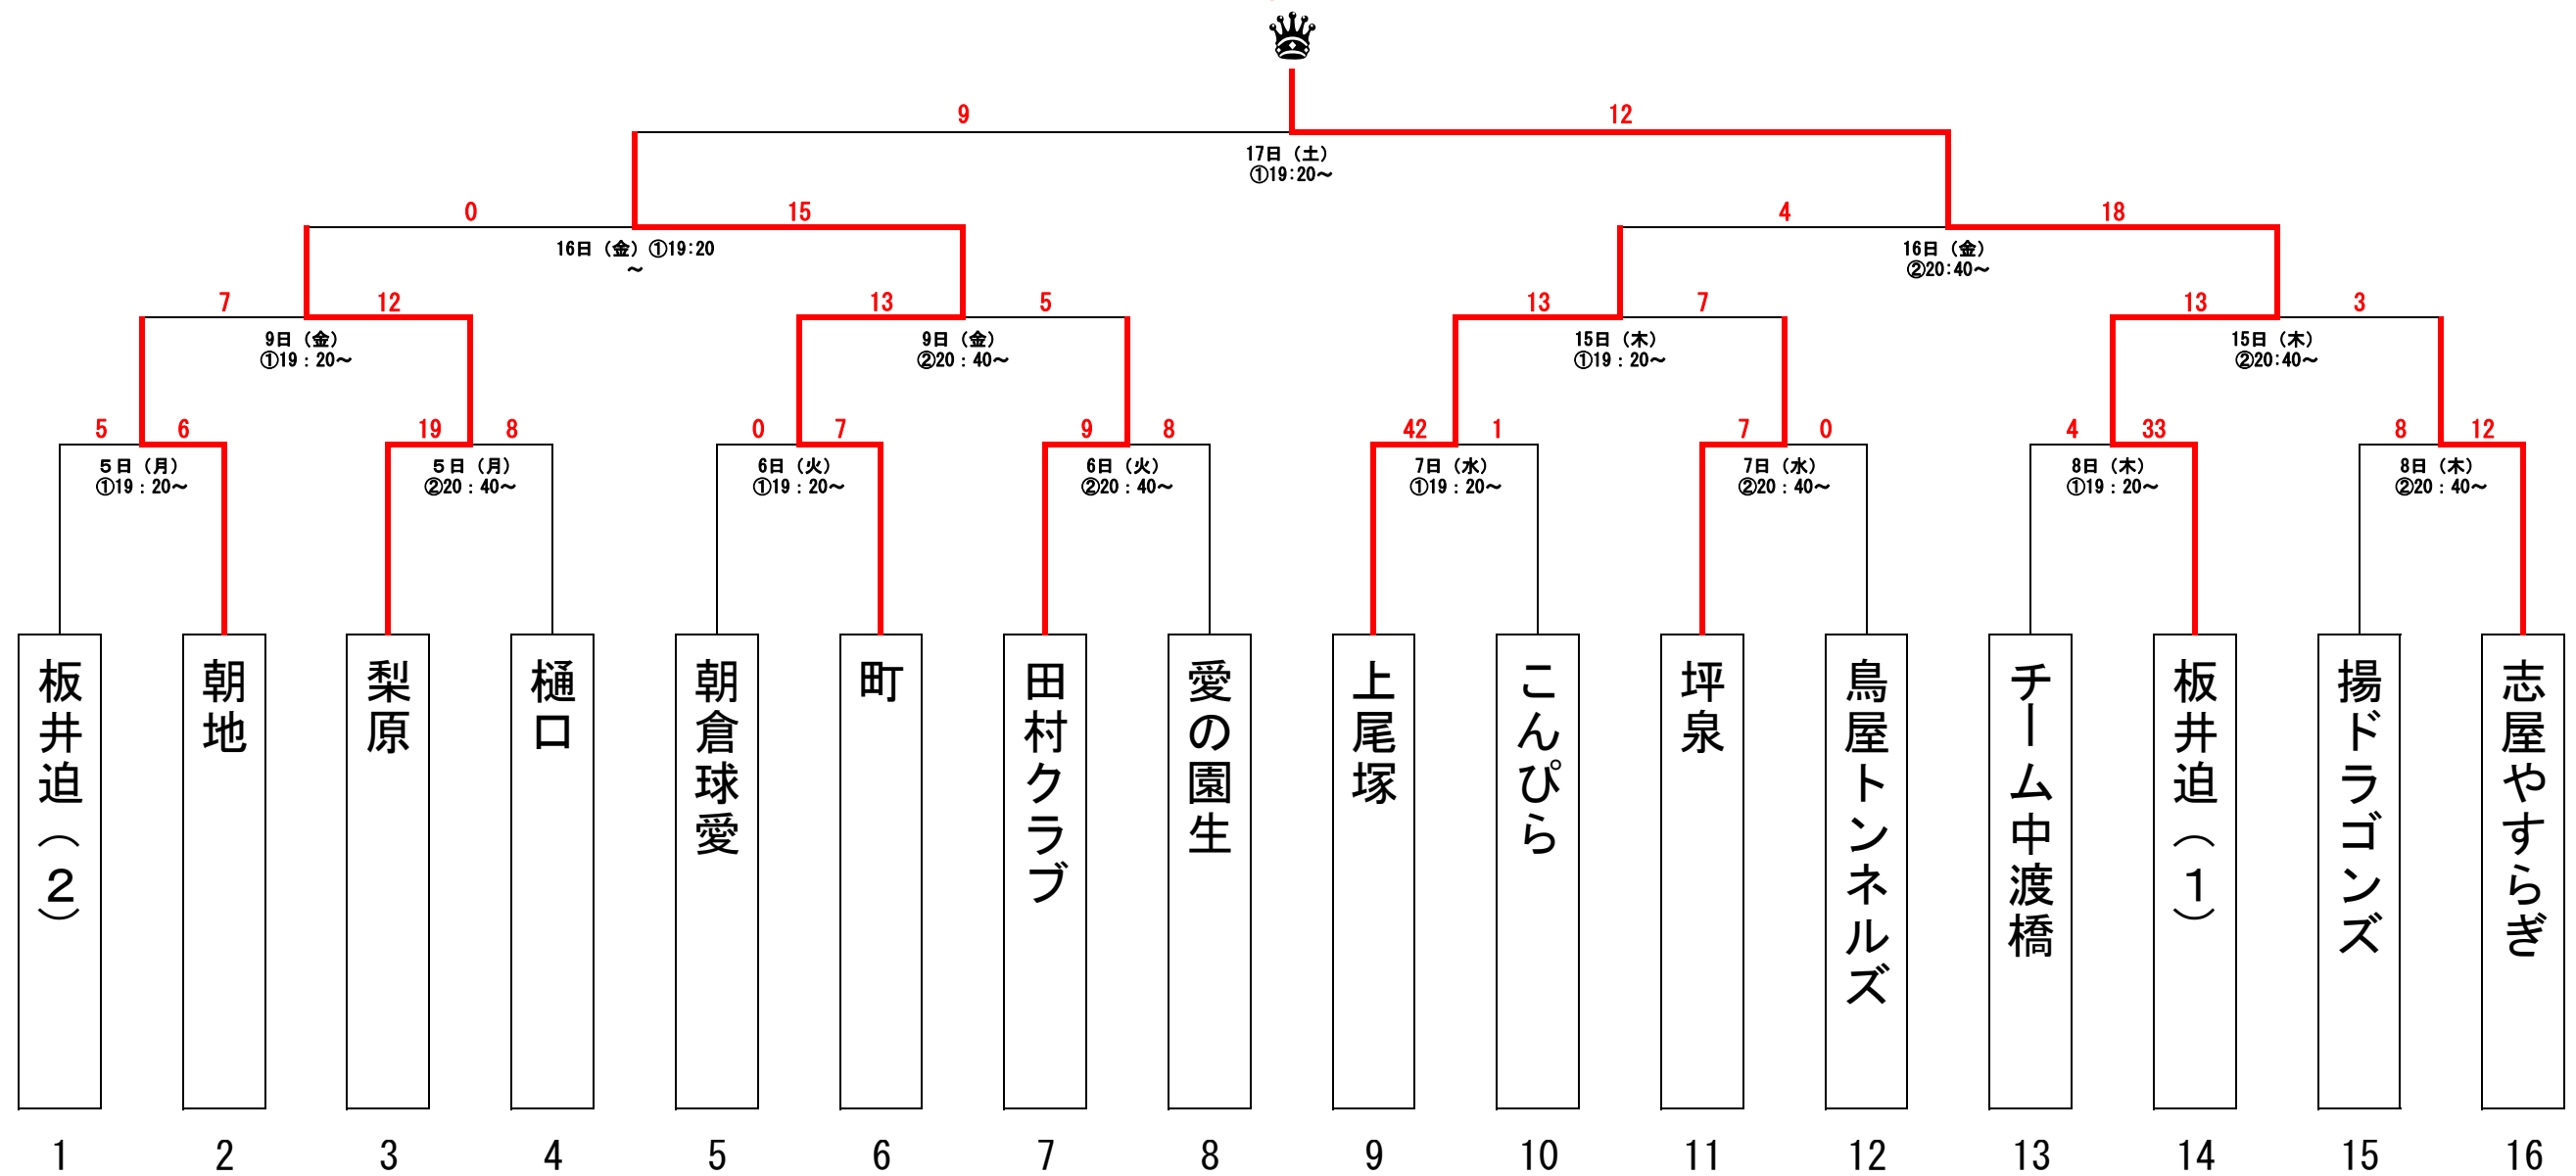 9 12
17日（土）
①19:20～
0 15 4 18
16日（金）①19:20
～
16日（金）
②20:40～
7 12 13 5 13 7 13 3
9日（金）
①19：20～
9日（金）
②20：40～
15日（木）
①19：20～
15日（木）
②20:40～
5 6 19 8 0 7 9 8 42 1 7 0 4 33 8 12
５日（月）
①19：20～
５日（月）
②20：40～
6日（火）
①19：20～
6日（火）
②20：40～
7日（水）
①19：20～
7日（水）
②20：40～
8日（木）
①19：20～
8日（木）
②20：40～
板井迫（２）
朝地
梨原
樋口
朝倉球愛
町
田村クラブ
愛の園生
上尾塚
こんぴら
坪泉
鳥屋トンネルズ
チーム中渡橋
板井迫（１）
揚ドラゴンズ
志屋やすらぎ
1 2 3 4 5 6 7 8 9 10 11 12 13 14 15 16